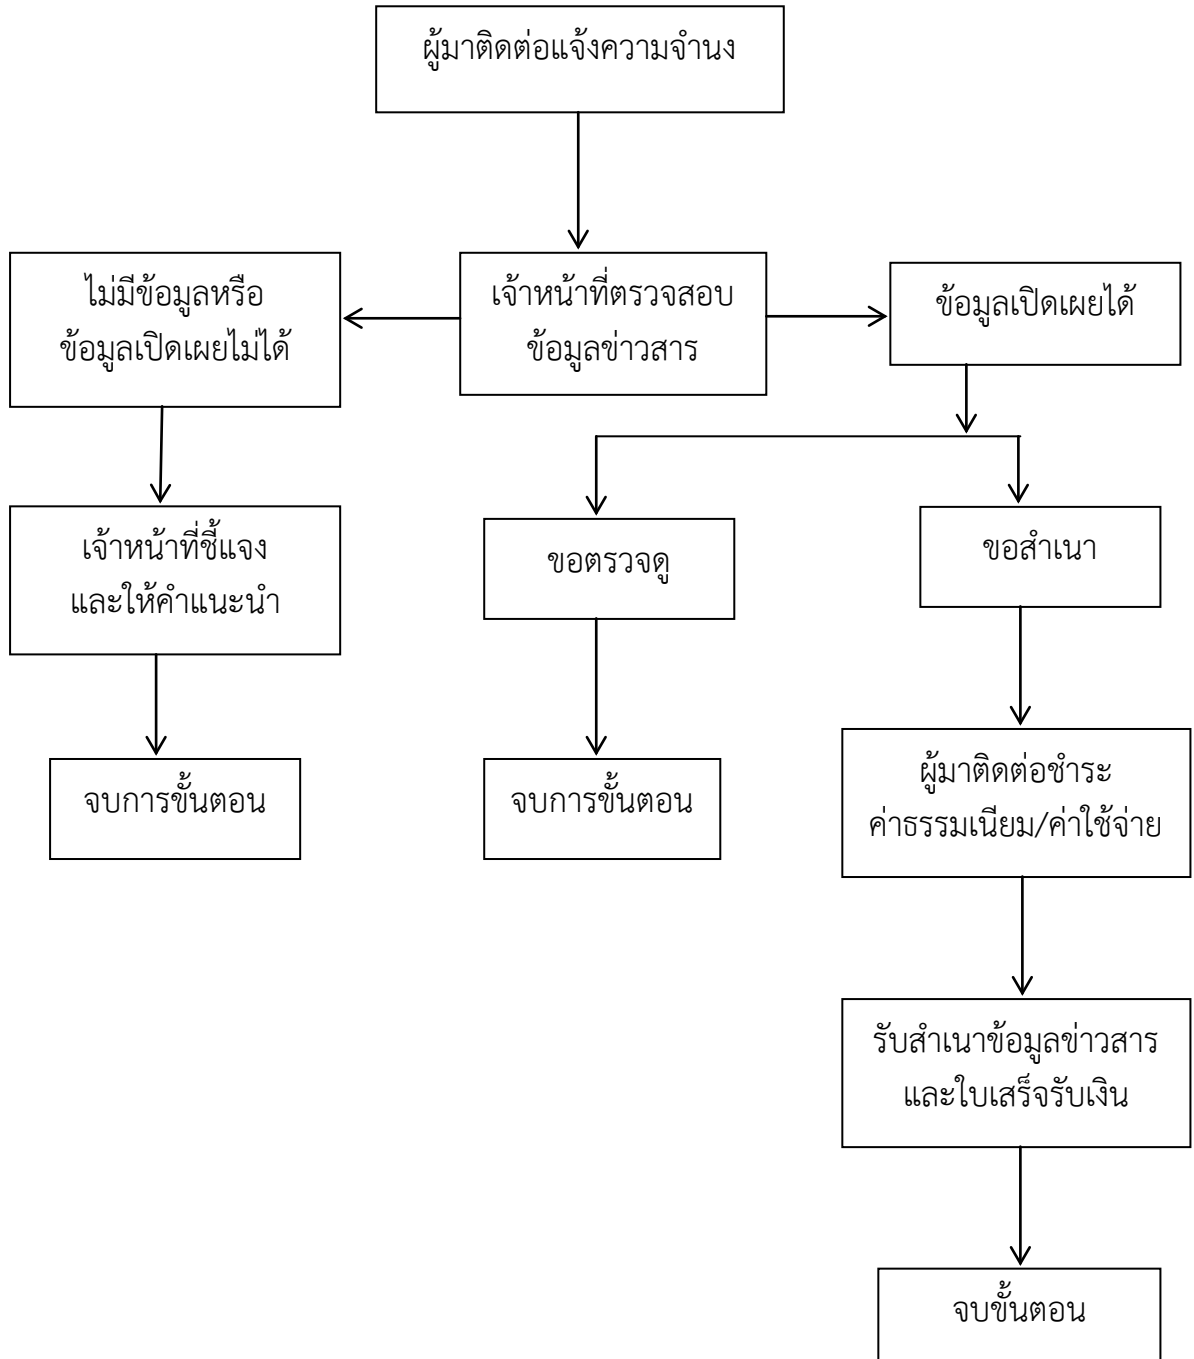 ผู้มาติดต่อแจ้งความจำนง
ไม่มีข้อมูลหรือ
ข้อมูลเปิดเผยไม่ได้
เจ้าหน้าที่ตรวจสอบ
ข้อมูลข่าวสาร
ข้อมูลเปิดเผยได้
เจ้าหน้าที่ชี้แจง
และให้คำแนะนำ
ขอตรวจดู
ขอสำเนา
จบการขั้นตอน
จบการขั้นตอน
ผู้มาติดต่อชำระ
ค่าธรรมเนียม/ค่าใช้จ่าย
รับสำเนาข้อมูลข่าวสาร
และใบเสร็จรับเงิน
จบขั้นตอน